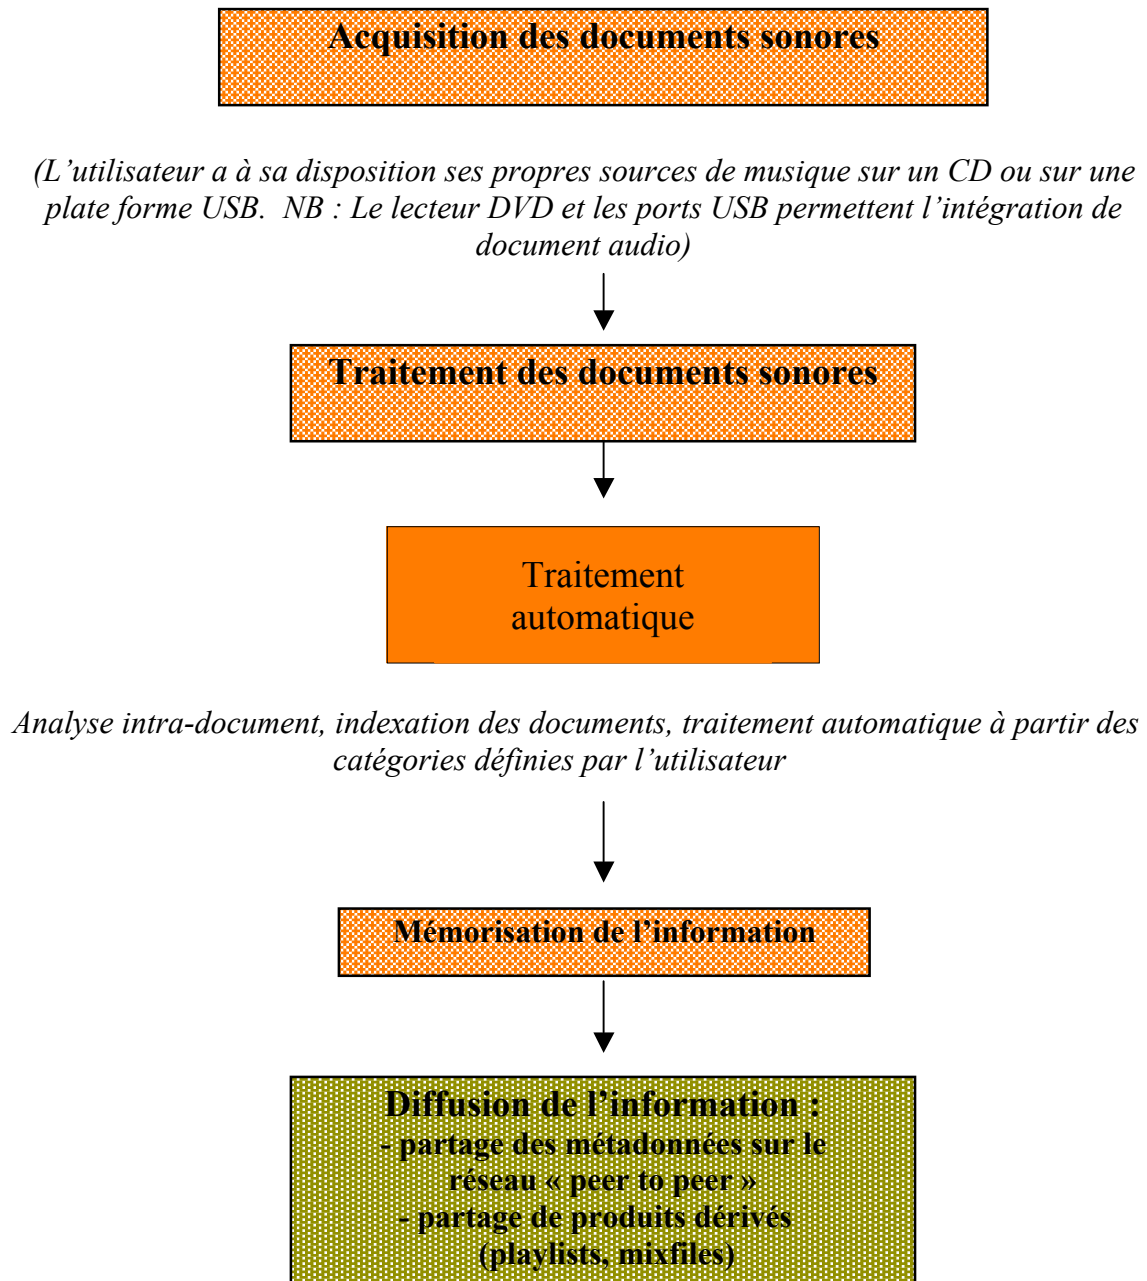 Acquisition des documents sonores
(L’utilisateur a à sa disposition ses propres sources de musique sur un CD ou sur une
plate forme USB.  NB : Le lecteur DVD et les ports USB permettent l’intégration de
document audio)
Traitement des documents sonores
Traitement
automatique
Analyse intra-document, indexation des documents, traitement automatique à partir des
catégories définies par l’utilisateur
Mémorisation de l’information
Diffusion de l’information :
- partage des métadonnées sur le
réseau « peer to peer »
- partage de produits dérivés
(playlists, mixfiles)